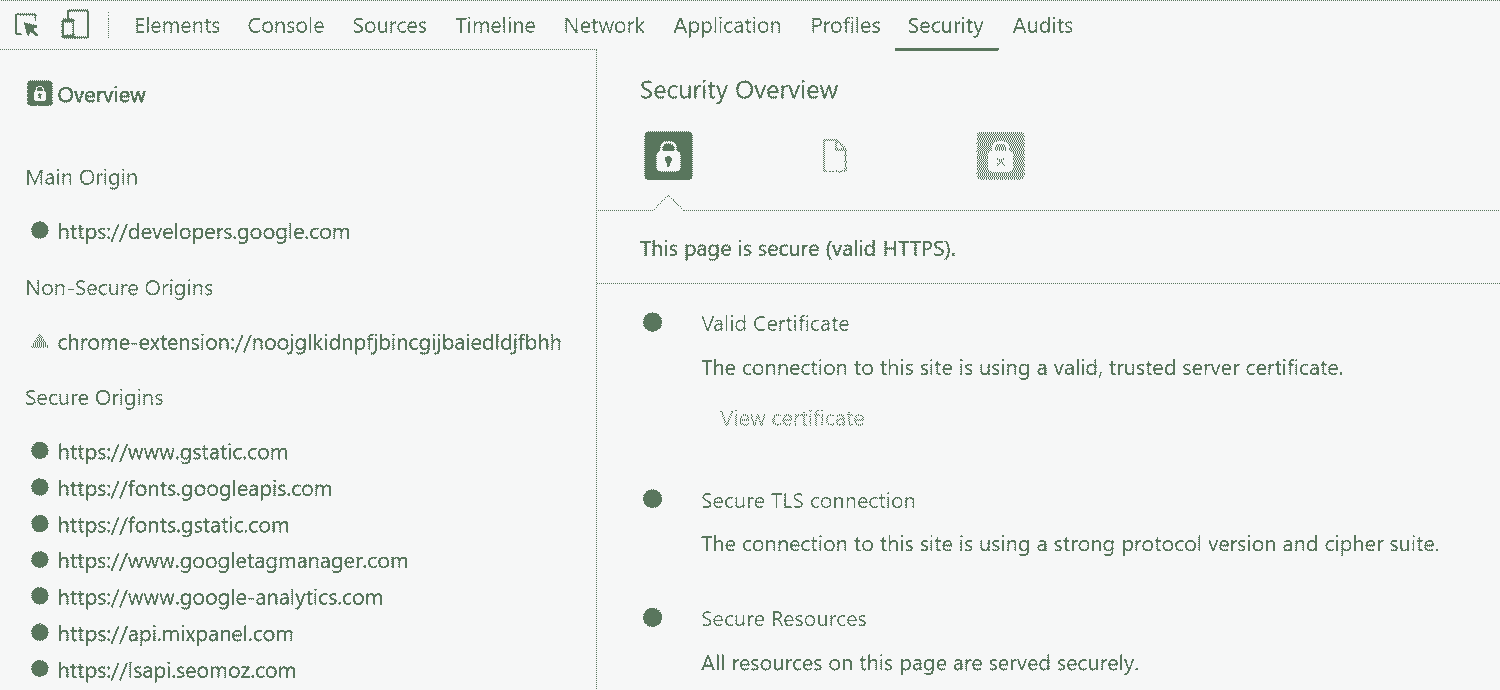 Elements Console Sources Timeline Network Application Profiles Security Audits
Overview
Main Origin
https://developers.google.com
Non-Secure Origins
chrome-extension://noojglkidnpfjbincgijbaiedldjfbhh
Secure Origins
https://www.gstatic.com
https://fonts.googleapis.com
https://fonts.gstatic.com
https://www.googletagmanager.com
https://www.google-analytics.com
https://api.mixpanel.com
https://lsapi.seomoz.com
Security Overview
This page is secure (valid HTTPS).
Valid Certificate
The connection to this site is using a valid, trusted server certificate.
View certificate
Secure TLS connection
The connection to this site is using a strong protocol version and cipher suite.
Secure Resources
All resources on this page are served securely.